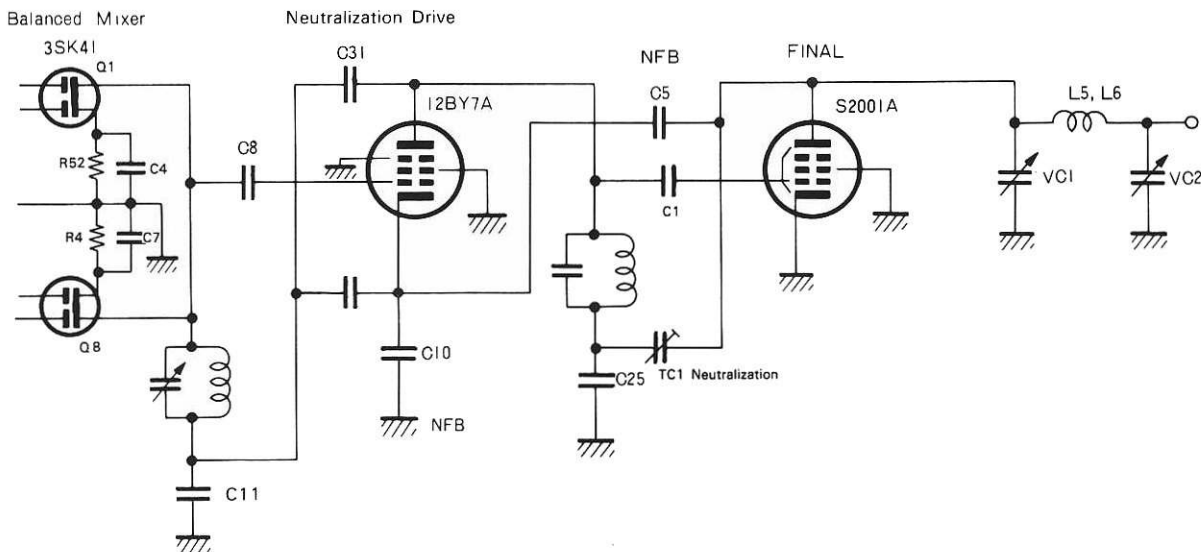 Balanced Mixer
Neutralization Drive
3SK41
Q1
C31
12BY7A
NFB
FINAL
C5
S2001A
L5, L6
R52
C4
C8
C1
VC1
VC2
R4
C7
Q8
C10
C25
TC1 Neutralization
NFB
C11